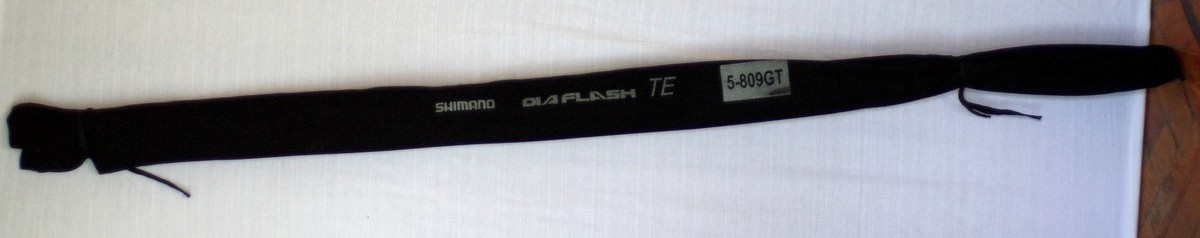 SHIMANO DIAFLASH TE 5-809GT